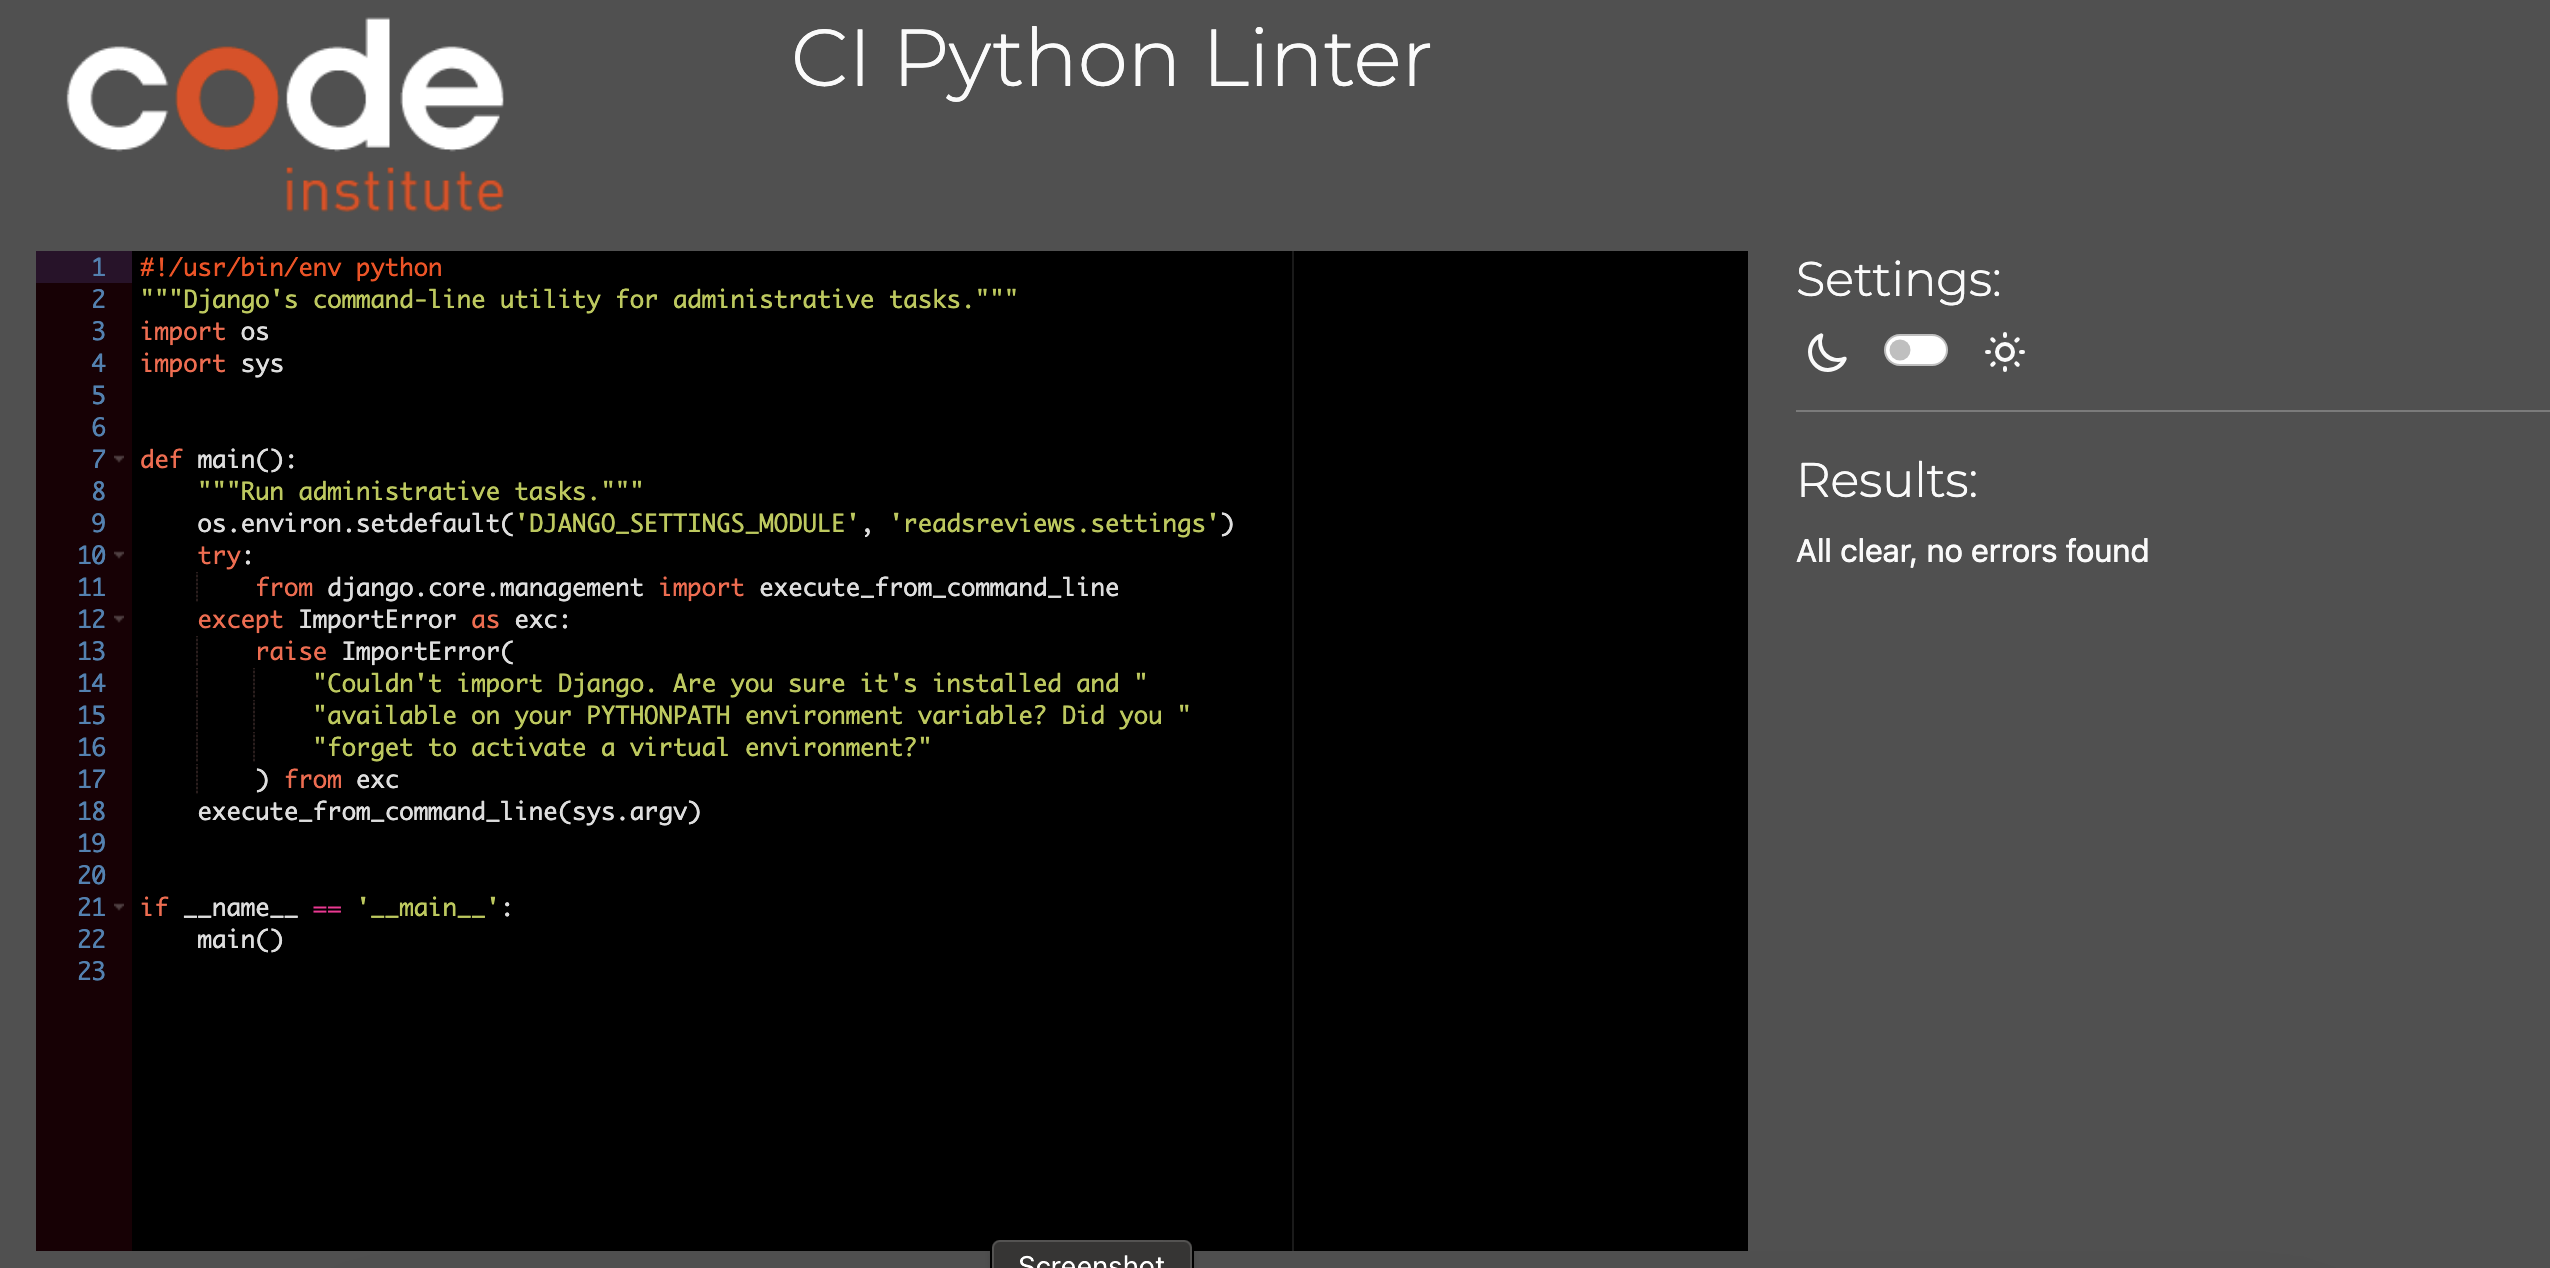 code
institute
CI Python Linter
1 #!/usr/bin/env python
2 """Django's command-line utility for administrative tasks."""
3 import os
4 import sys
5
6
7 def main():
8     """Run administrative tasks."""
9     os.environ.setdefault('DJANGO_SETTINGS_MODULE', 'readsreviews.settings')
10     try:
11         from django.core.management import execute_from_command_line
12     except ImportError as exc:
13         raise ImportError(
14             "Couldn't import Django. Are you sure it's installed and "
15             "available on your PYTHONPATH environment variable? Did you "
16             "forget to activate a virtual environment?"
17         ) from exc
18     execute_from_command_line(sys.argv)
19
20
21 if __name__ == '__main__':
22     main()
23
Settings:
Results:
All clear, no errors found
Screenshot